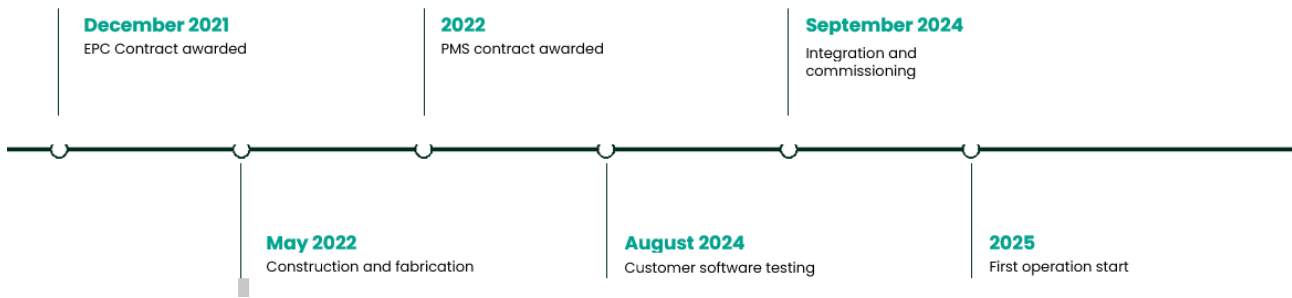 December 2021
EPC Contract awarded
2022
PMS contract awarded
September 2024
Integration and
commissioning
May 2022
Construction and fabrication
August 2024
Customer software testing
2025
First operation start